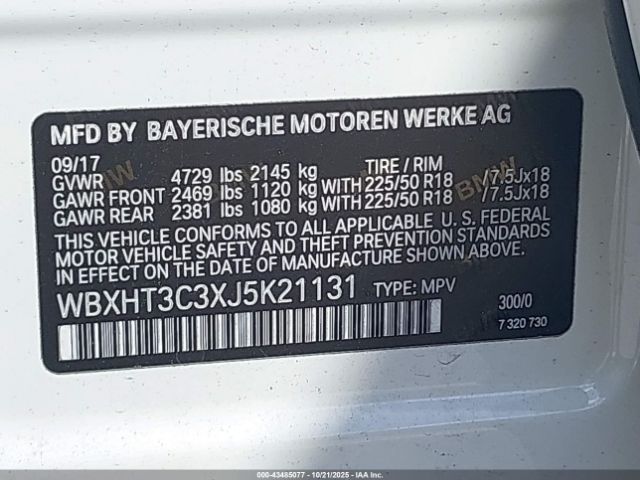 MFD BY BAYERISCHE MOTOREN WERKE AG
09/17 TIRE / RIM
GVWR 4729 lbs 2145 kg
GAWR FRONT 2469 lbs 1120 kg WITH 225/50 R18 /7.5Jx18
GAWR REAR 2381 lbs 1080 kg WITH 225/50 R18 /7.5Jx18
THIS VEHICLE CONFORMS TO ALL APPLICABLE U. S. FEDERAL
MOTOR VEHICLE SAFETY AND THEFT PREVENTION STANDARDS
IN EFFECT ON THE DATE OF MANUFACTURE SHOWN ABOVE.
WBXHT3C3XJ5K21131 TYPE: MPV
300/0
7 320 730
000-43485077 - 10/21/2025 - IAA Inc.